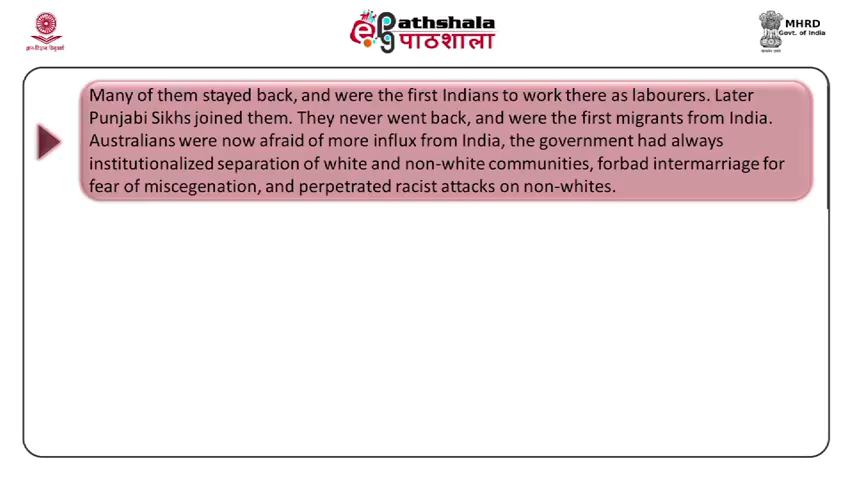 ePG Pathshala
पाठशाला
MHRD
Govt. of India
Many of them stayed back, and were the first Indians to work there as labourers. Later
Punjabi Sikhs joined them. They never went back, and were the first migrants from India.
Australians were now afraid of more influx from India, the government had always
institutionalized separation of white and non-white communities, forbad intermarriage for
fear of miscegenation, and perpetrated racist attacks on non-whites.